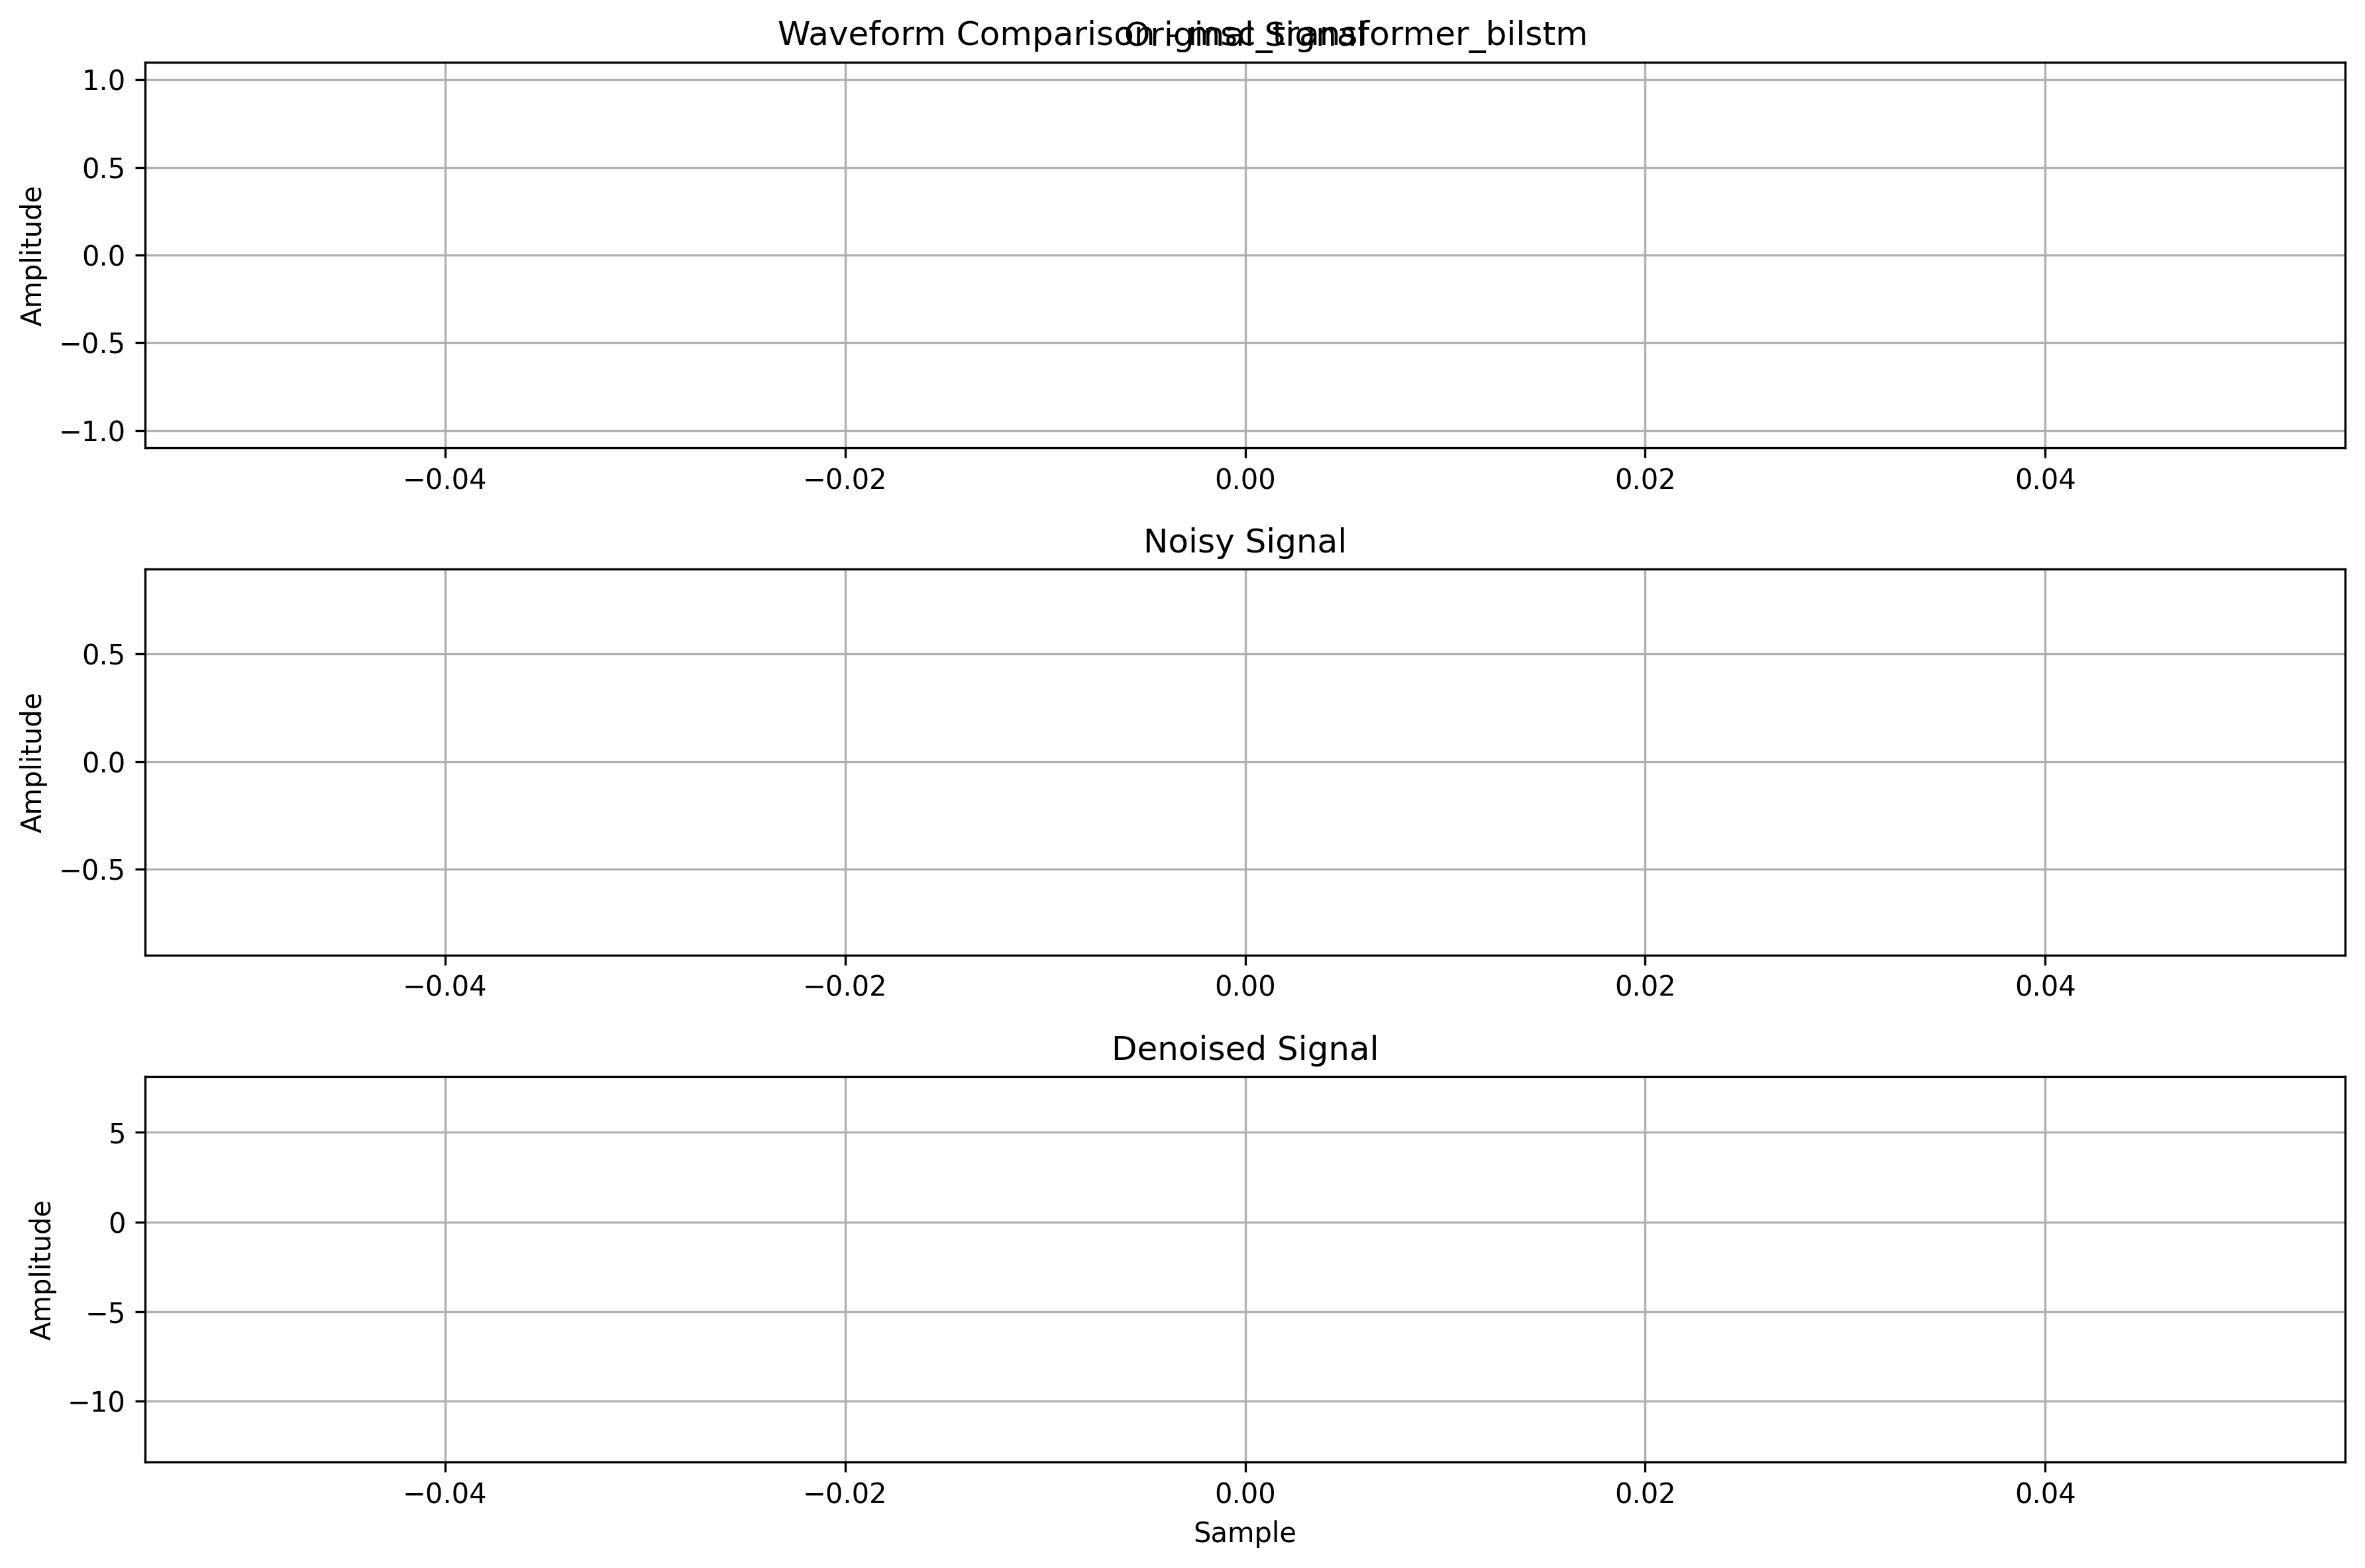 Waveform Comparison - msc_transformer_bilstm
Original Signal
1.0
0.5
0.0
−0.5
−1.0
Amplitude
−0.04 −0.02 0.00 0.02 0.04
Noisy Signal
0.5
0.0
−0.5
Amplitude
−0.04 −0.02 0.00 0.02 0.04
Denoised Signal
5
0
−5
−10
Amplitude
−0.04 −0.02 0.00 0.02 0.04
Sample